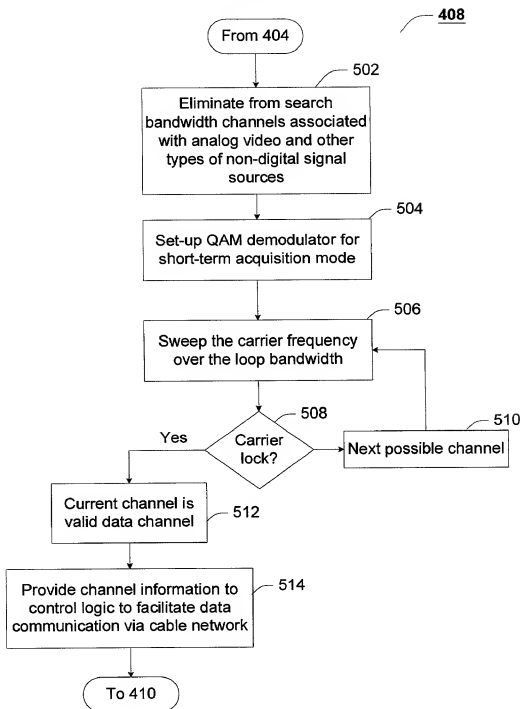 408
From 404
502
Eliminate from search
bandwidth channels associated
with analog video and other
types of non-digital signal
sources
504
Set-up QAM demodulator for
short-term acquisition mode
506
Sweep the carrier frequency
over the loop bandwidth
508
Carrier
lock?
Yes
510
Next possible channel
Current channel is
valid data channel
512
Provide channel information to
control logic to facilitate data
communication via cable network
514
To 410